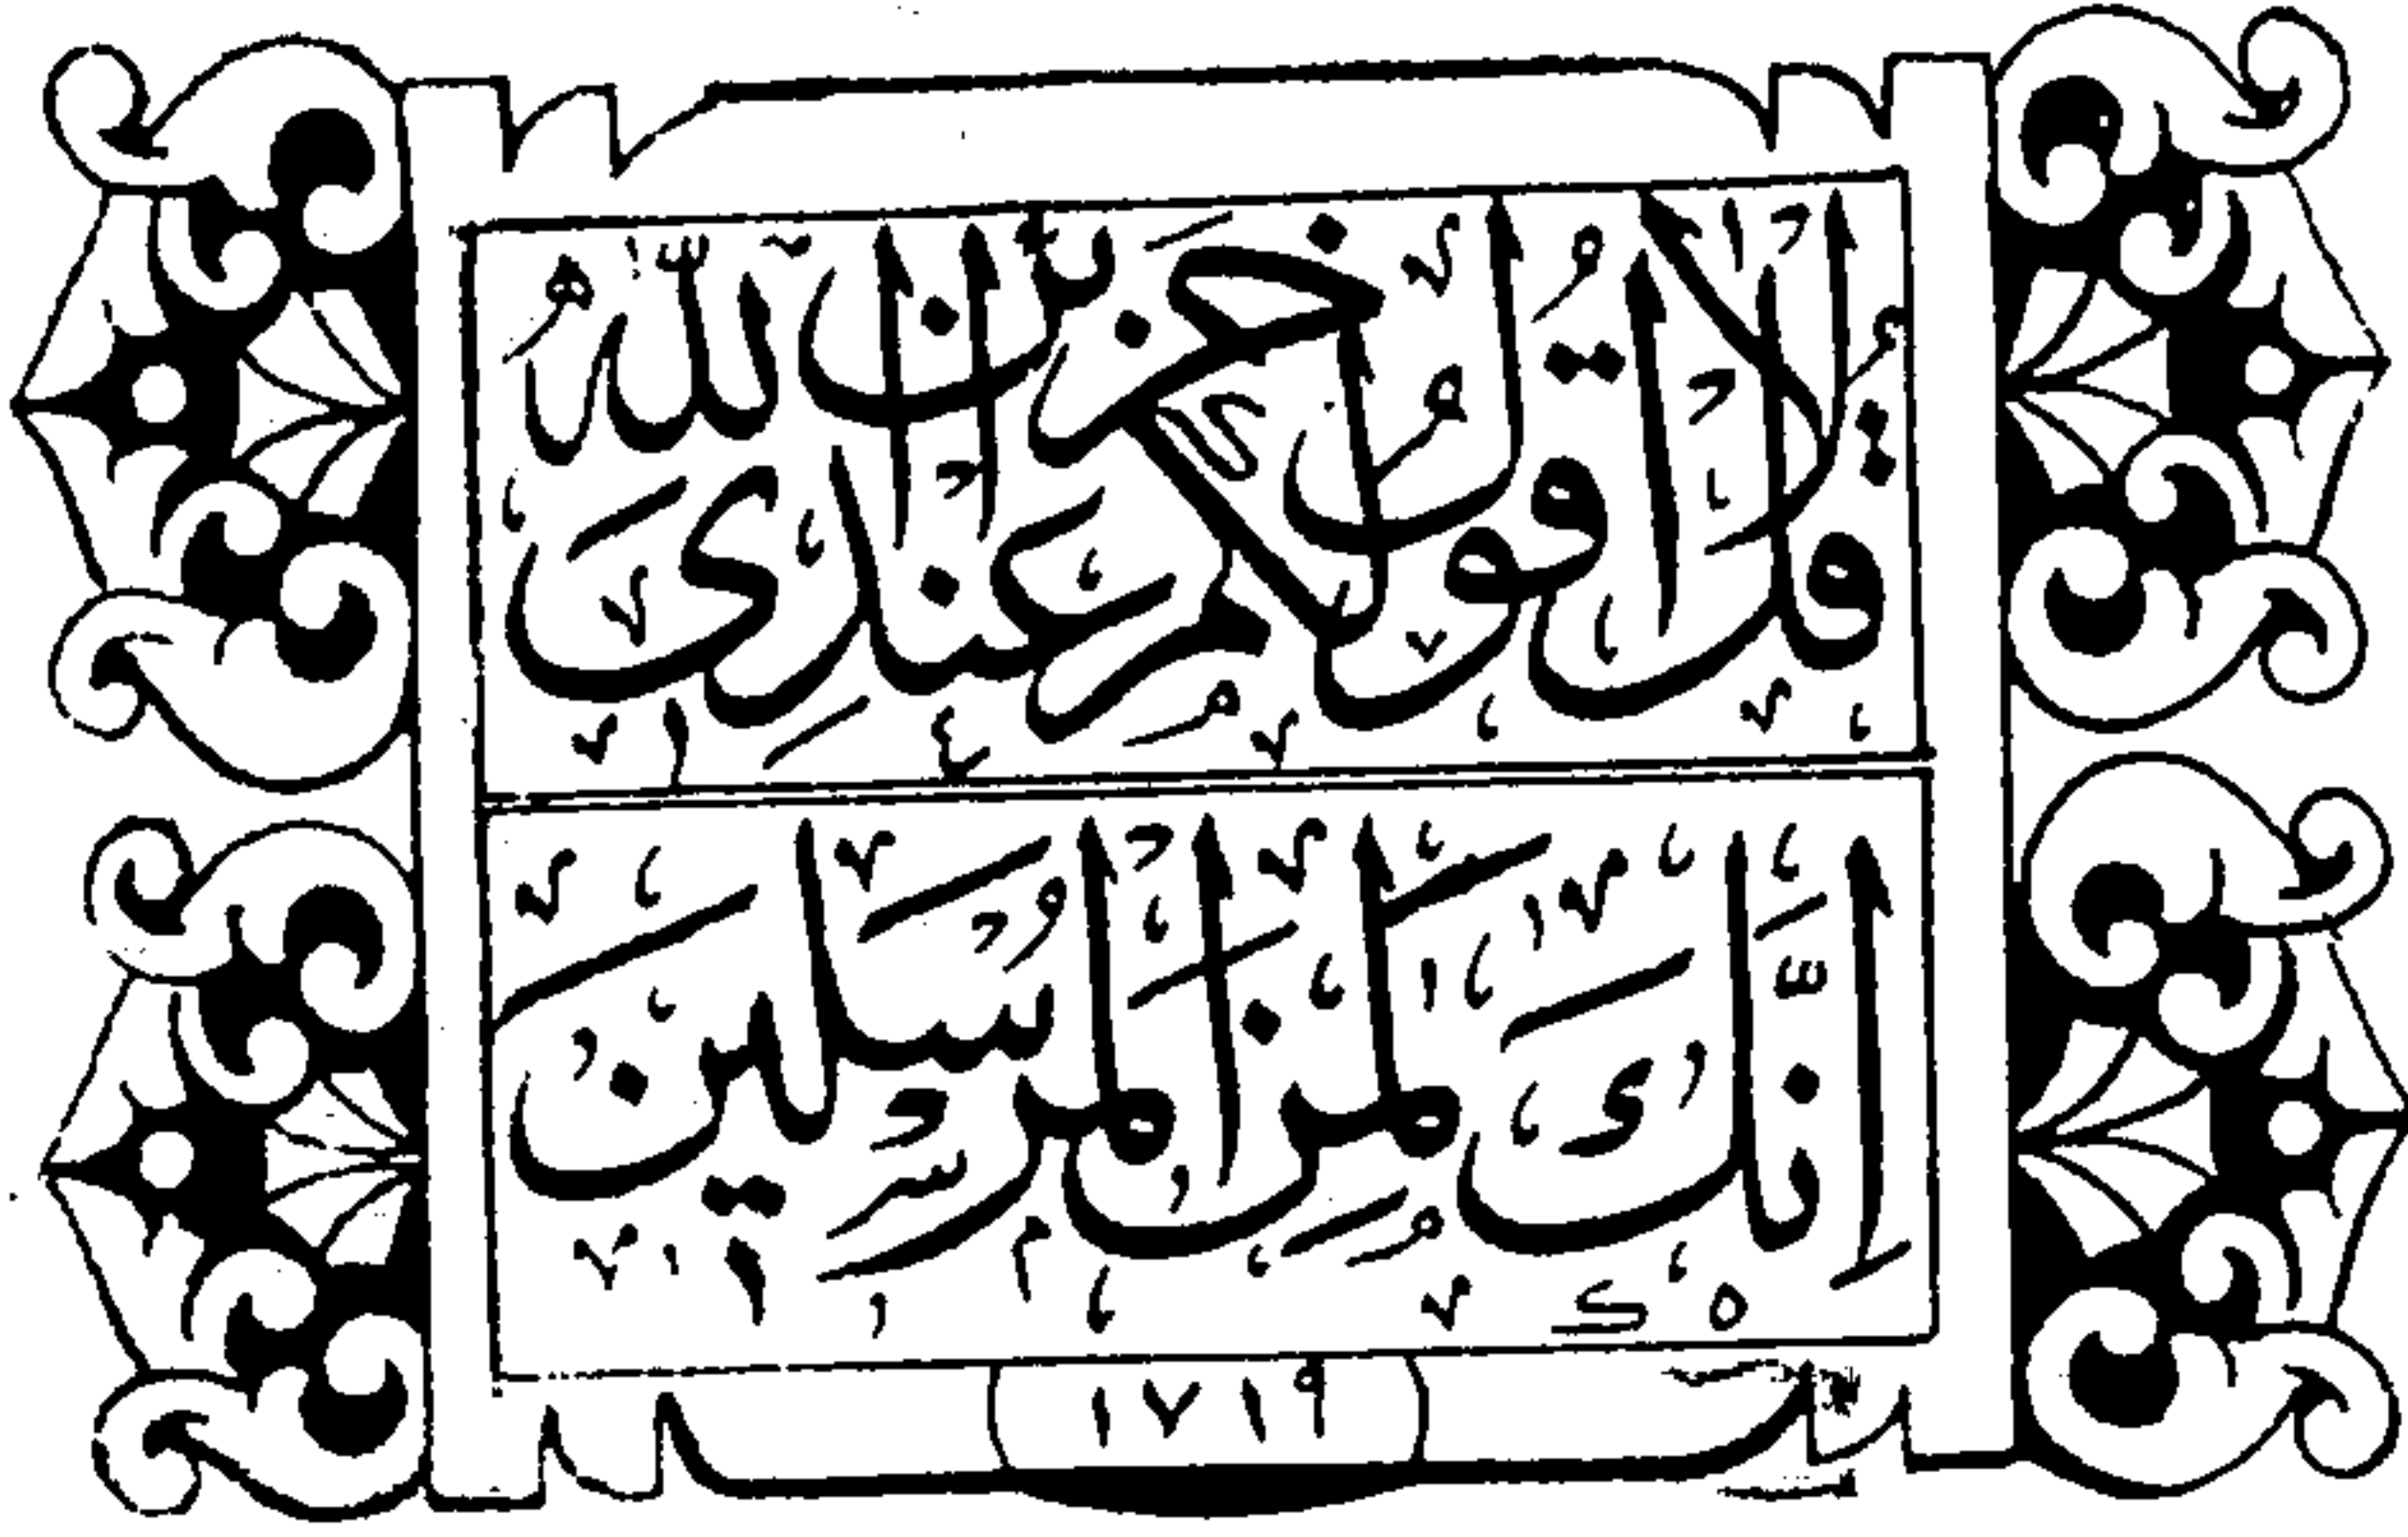 قل لا اقول لكم عندى خزائن الله
انك لمن المرسلين
١٧١٩